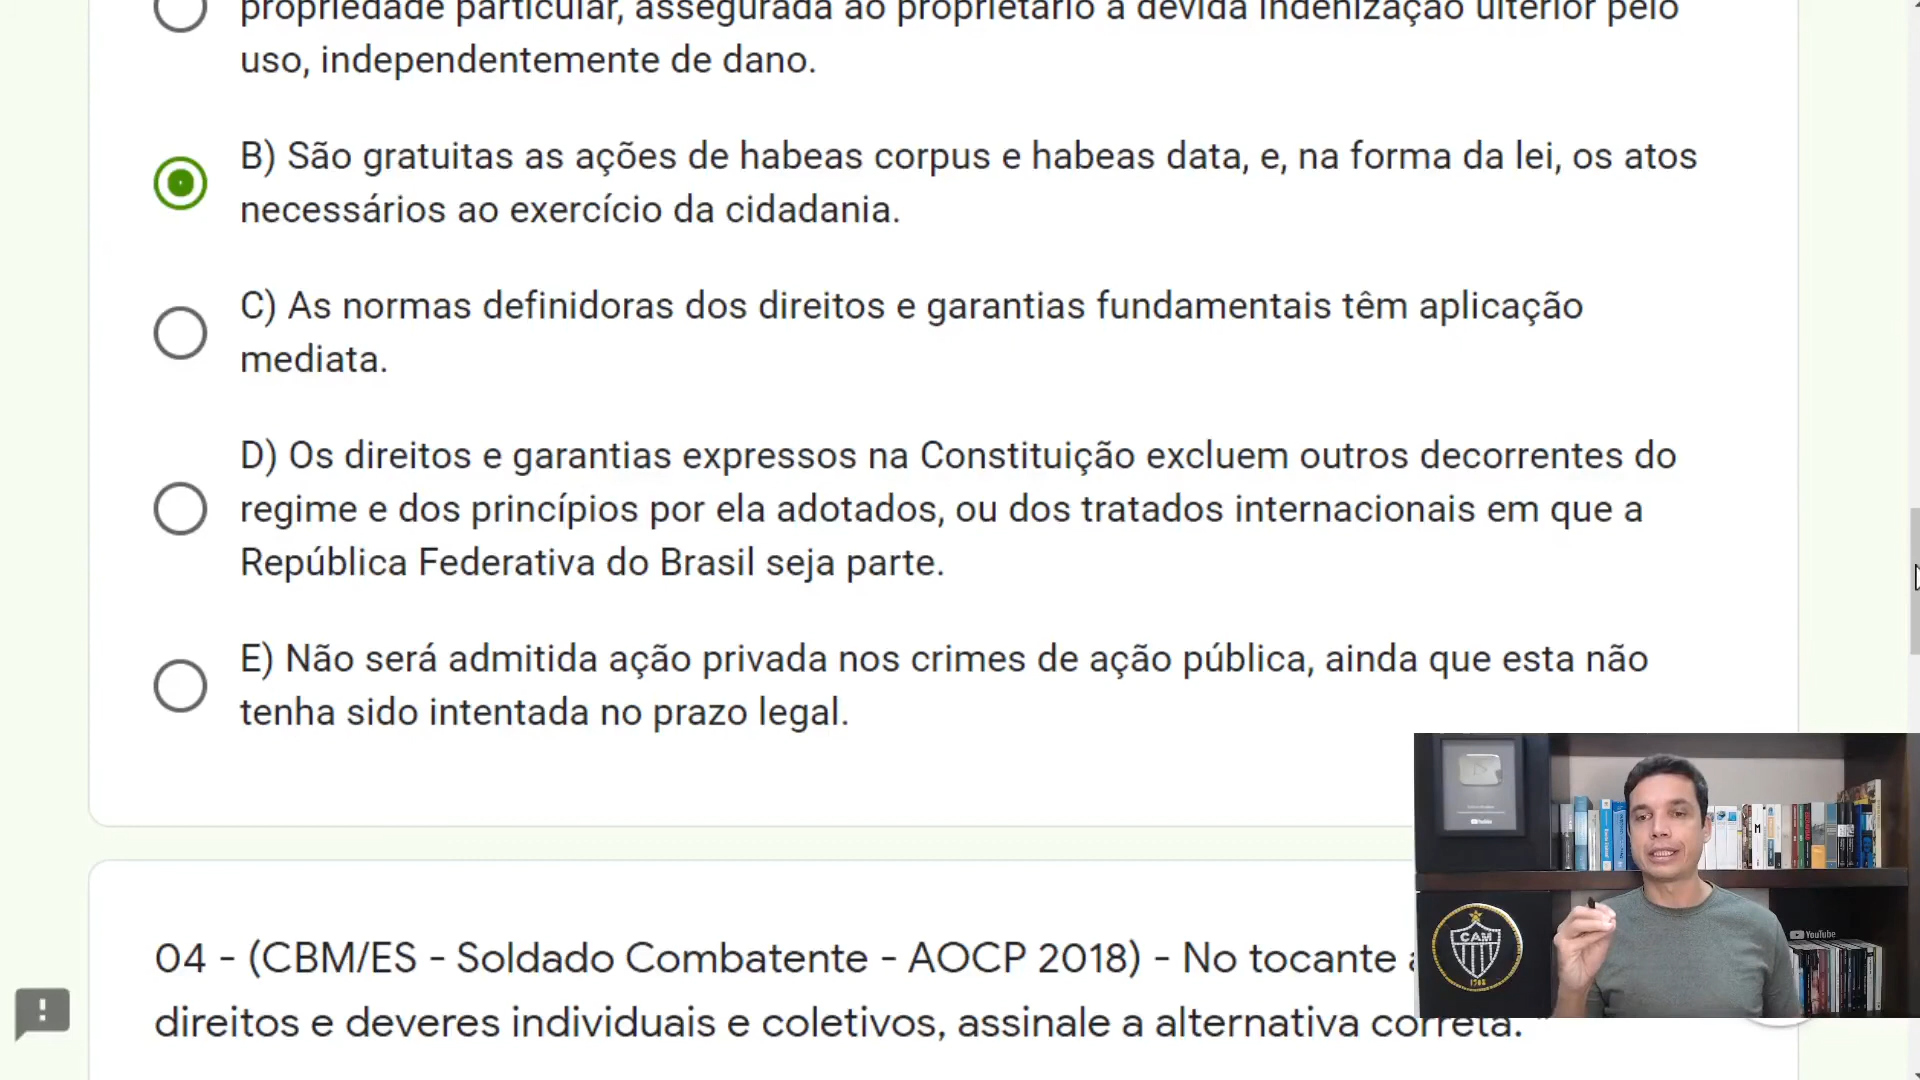 propriedade particular, assegurada ao proprietário a devida indenização ulterior pelo
uso, independentemente de dano.
B) São gratuitas as ações de habeas corpus e habeas data, e, na forma da lei, os atos
necessários ao exercício da cidadania.
C) As normas definidoras dos direitos e garantias fundamentais têm aplicação
mediata.
D) Os direitos e garantias expressos na Constituição excluem outros decorrentes do
regime e dos princípios por ela adotados, ou dos tratados internacionais em que a
República Federativa do Brasil seja parte.
E) Não será admitida ação privada nos crimes de ação pública, ainda que esta não
tenha sido intentada no prazo legal.
04 - (CBM/ES - Soldado Combatente - AOCP 2018) - No tocante
direitos e deveres individuais e coletivos, assinale a alternativa correta.
CAM
1908
YouTube